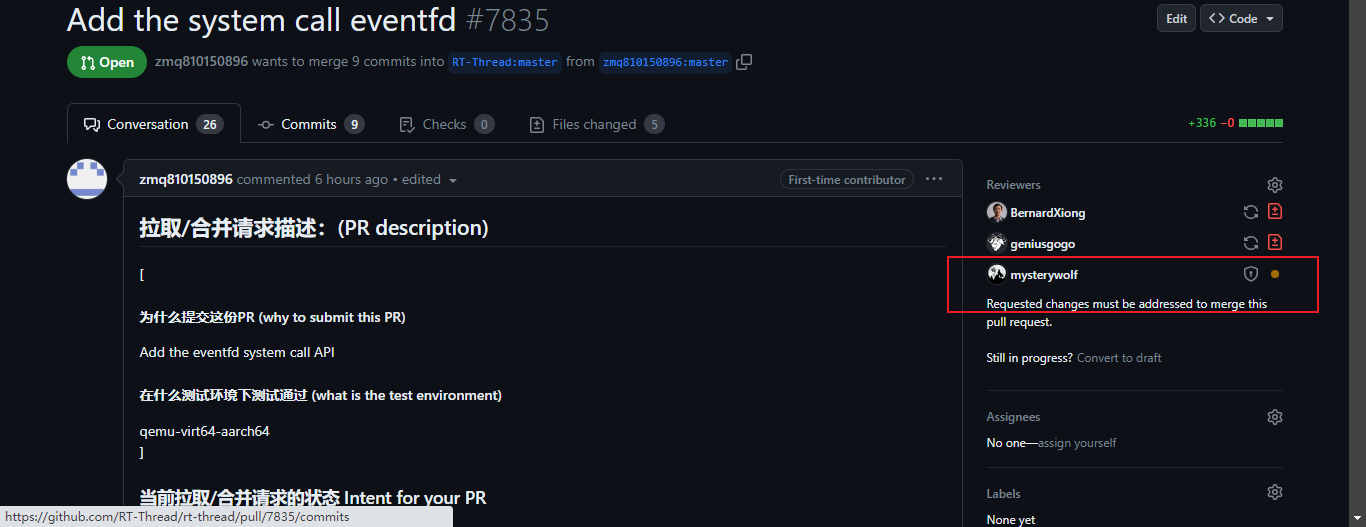 Add the system call eventfd #7835
Edit
Code
Open
zmq810150896 wants to merge 9 commits into RT-Thread:master from zmq810150896:master
Conversation 26
Commits 9
Checks 0
Files changed 5
+336 −0
zmq810150896 commented 6 hours ago • edited
First-time contributor
拉取/合并请求描述：(PR description)
[
为什么提交这份PR (why to submit this PR)
Add the eventfd system call API
在什么测试环境下测试通过 (what is the test environment)
qemu-virt64-aarch64
]
当前拉取/合并请求的状态 Intent for your PR
Reviewers
BernardXiong
geniusgogo
mysterywolf
Requested changes must be addressed to merge this
pull request.
Still in progress? Convert to draft
Assignees
No one—assign yourself
Labels
None yet
https://github.com/RT-Thread/rt-thread/pull/7835/commits